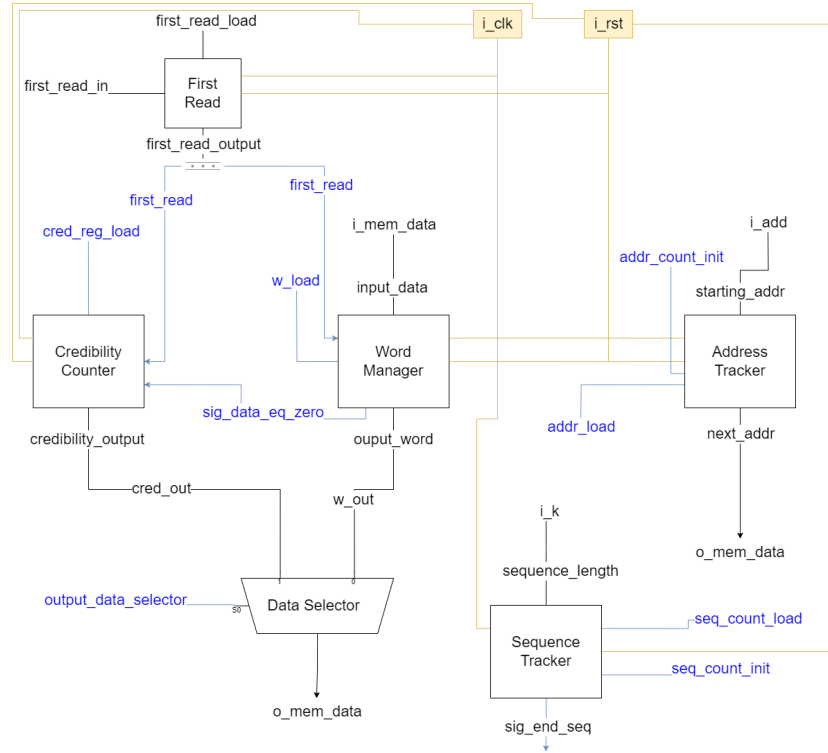 first_read_load
i_clk
i_rst
first_read_in
First
Read
first_read_output
first_read
first_read
cred_reg_load
i_mem_data
i_add
w_load
input_data
addr_count_init
starting_addr
Credibility
Counter
Word
Manager
Address
Tracker
sig_data_eq_zero
addr_load
credibility_output
ouput_word
next_addr
cred_out
w_out
i_k
o_mem_data
sequence_length
1
0
output_data_selector
S0
Data Selector
seq_count_load
Sequence
Tracker
seq_count_init
o_mem_data
sig_end_seq